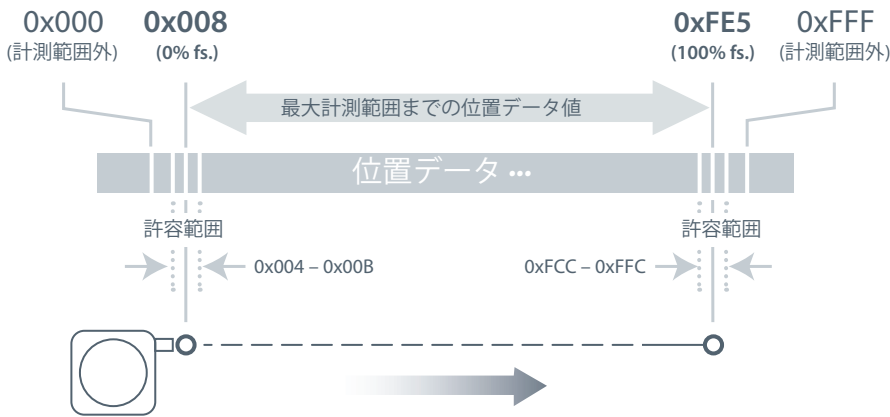 0x000
(計測範囲外)
0x008
(0% fs.)
0xFE5
(100% fs.)
0xFFF
(計測範囲外)
最大計測範囲までの位置データ値
位置データ •••
許容範囲
許容範囲
0x004 – 0x00B
0xFCC – 0xFFC